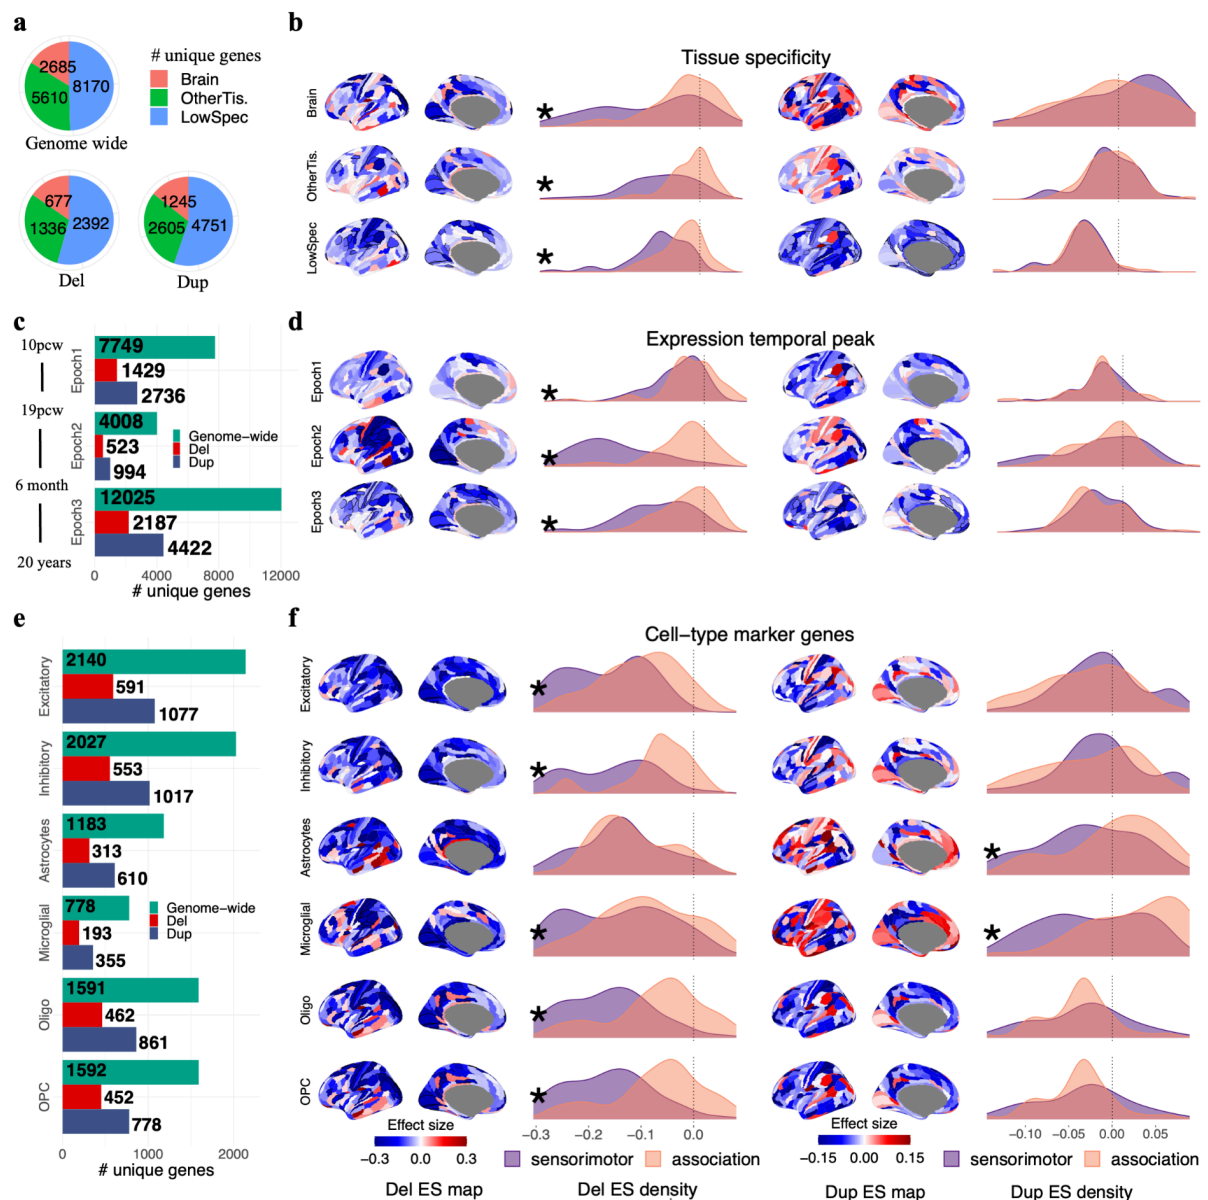 a
# unique genes
2685
8170
5610
Brain
OtherTis.
LowSpec
Genome wide
677
1336
2392
Del
1245
2605
4751
Dup
b
Tissue specificity
Brain
*
OtherTis.
*
LowSpec
*
c
10pcw
19pcw
6 month
20 years
Epoch1
7749
1429
2736
Epoch2
4008
523
994
Epoch3
12025
2187
4422
Genome-wide
Del
Dup
0 4000 8000 12000
# unique genes
d
Expression temporal peak
Epoch1
*
Epoch2
*
Epoch3
*
e
Excitatory
2140
591
1077
Inhibitory
2027
553
1017
Astrocytes
1183
313
610
Microglial
778
193
355
Genome-wide
Del
Dup
Oligo
1591
462
861
OPC
1592
452
778
0 1000 2000
# unique genes
f
Cell-type marker genes
Excitatory
*
Inhibitory
*
Astrocytes
*
Microglial
* *
Oligo
*
OPC
*
Effect size
-0.3 0.0 0.3
Del ES map
-0.3 -0.2 -0.1 0.0
sensorimotor association
Del ES density
Effect size
-0.15 0.00 0.15
Dup ES map
-0.10 -0.05 0.00 0.05
sensorimotor association
Dup ES density